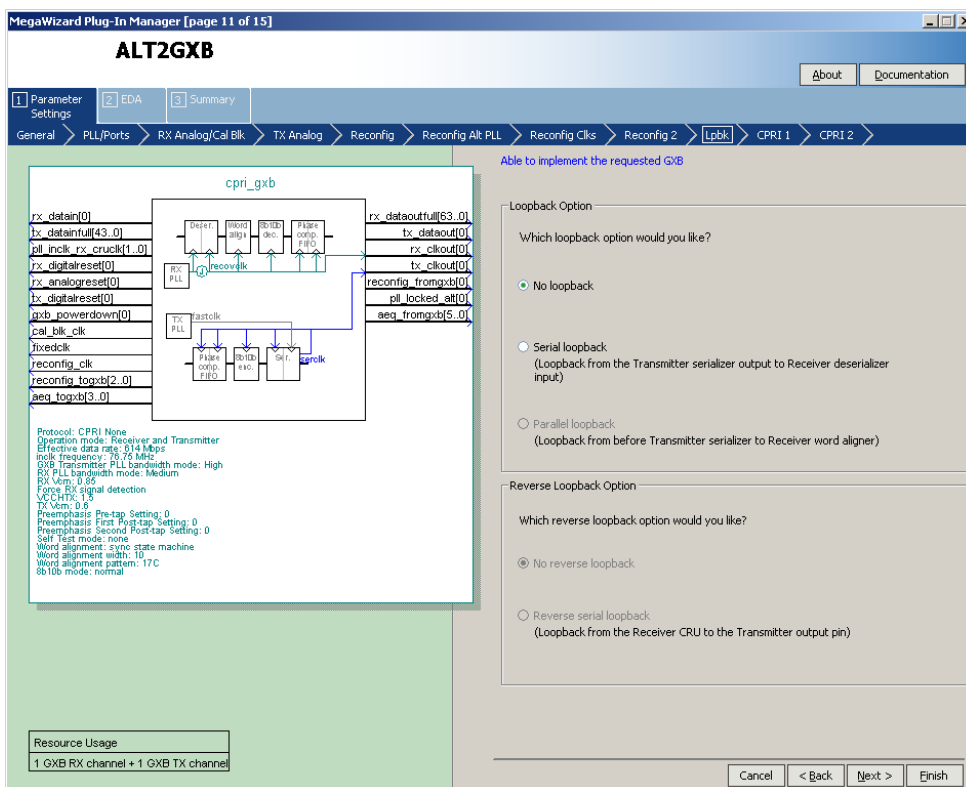 MegaWizard Plug-In Manager [page 11 of 15]
ALT2GXB
About
Documentation
1 Parameter Settings
2 EDA
3 Summary
General
PLL/Ports
RX Analog/Cal Blk
TX Analog
Reconfig
Reconfig Alt PLL
Reconfig Clks
Reconfig 2
Lpbk
CPRI 1
CPRI 2
Able to implement the requested GXB
cpri_gxb
rx_datain[0]
tx_datainfull[43..0]
pll_inclk_rx_cruclk[1..0]
rx_digitalreset[0]
rx_analogreset[0]
tx_digitalreset[0]
gxb_powerdown[0]
cal_blk_clk
fixedclk
reconfig_clk
reconfig_togxb[2..0]
aeq_togxb[3..0]
Deser.
Word align
8b10b dec.
Phase comp. FIFO
RX PLL
recovclk
TX PLL
fastclk
Phase comp. FIFO
8b10b enc.
Ser.
serclk
rx_dataoutfull[63..0]
tx_dataout[0]
rx_clkout[0]
tx_clkout[0]
reconfig_fromgxb[0]
pll_locked_alt[0]
aeq_fromgxb[5..0]
Protocol: CPRI None
Operation mode: Receiver and Transmitter
Effective data rate: 614 Mbps
inclk frequency: 76.75 MHz
GXB Transmitter PLL bandwidth mode: High
RX PLL bandwidth mode: Medium
RX Vcm: 0.85
Force RX signal detection
VCCHTX: 1.5
TX Vcm: 0.6
Preemphasis Pre-tap Setting: 0
Preemphasis First Post-tap Setting: 0
Preemphasis Second Post-tap Setting: 0
Self Test mode: none
Word alignment: sync state machine
Word alignment width: 10
Word alignment pattern: 17C
8b10b mode: normal
Resource Usage
1 GXB RX channel + 1 GXB TX channel
Loopback Option
Which loopback option would you like?
No loopback
Serial loopback
(Loopback from the Transmitter serializer output to Receiver deserializer
input)
Parallel loopback
(Loopback from before Transmitter serializer to Receiver word aligner)
Reverse Loopback Option
Which reverse loopback option would you like?
No reverse loopback
Reverse serial loopback
(Loopback from the Receiver CRU to the Transmitter output pin)
Cancel
< Back
Next >
Finish